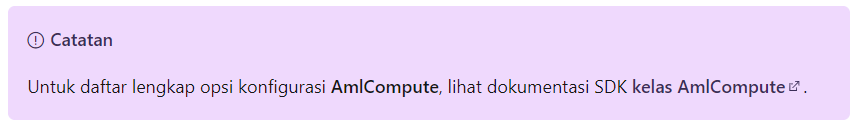 Catatan
Untuk daftar lengkap opsi konfigurasi AmlCompute, lihat dokumentasi SDK kelas AmlCompute .